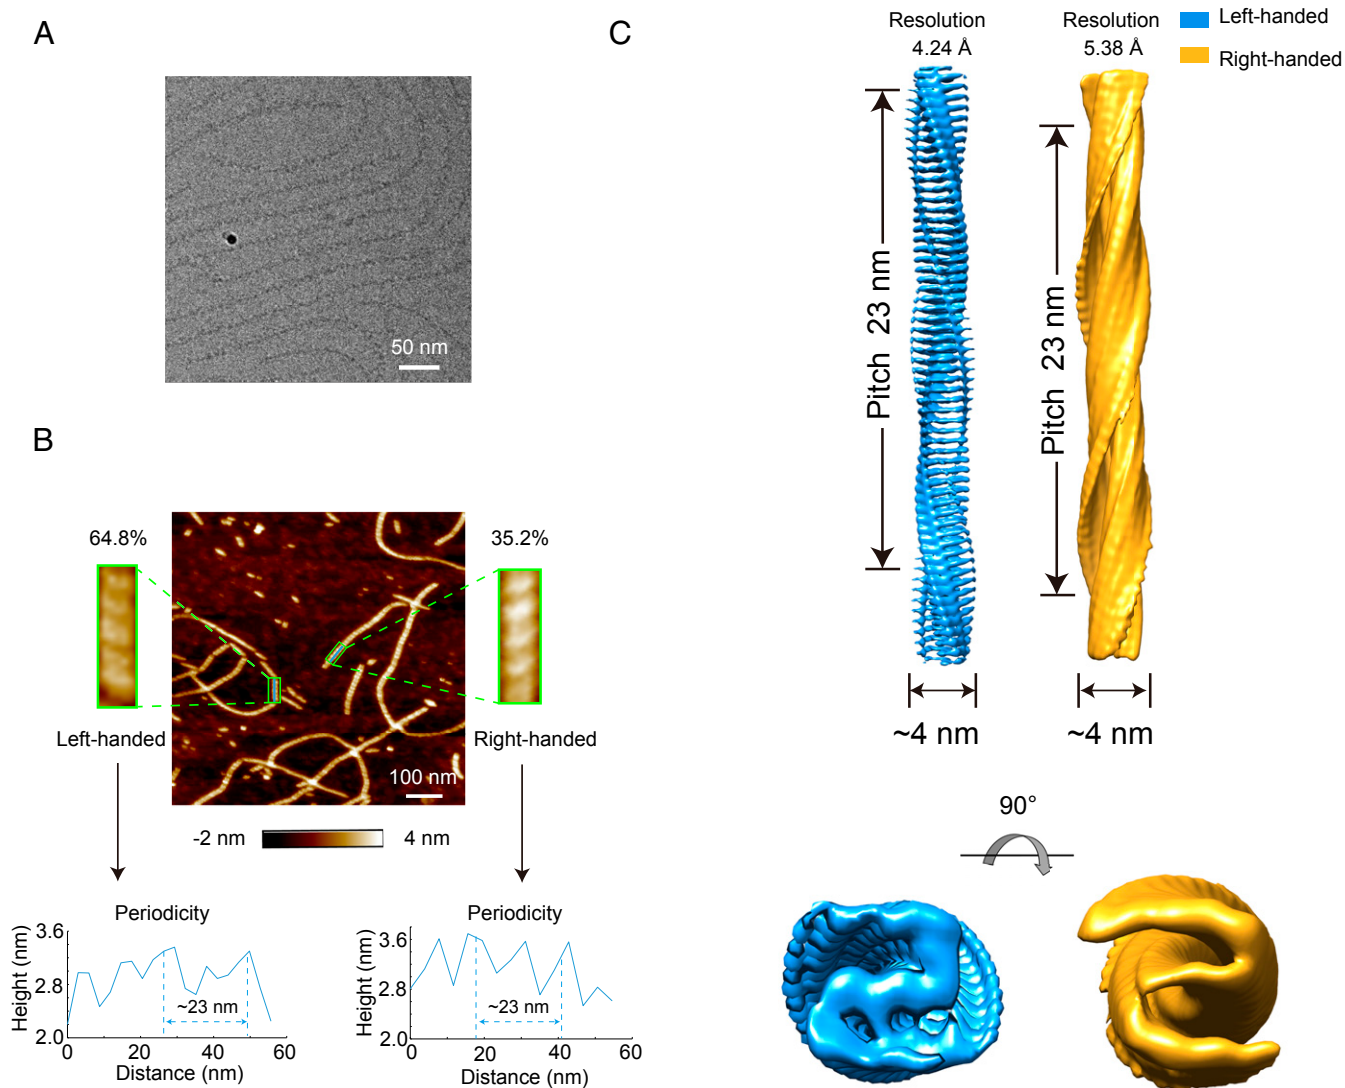 A
50 nm
B
64.8%
35.2%
Left-handed
Right-handed
100 nm
-2 nm
4 nm
Periodicity
Height (nm)
3.6
2.8
2.0
~23 nm
0
20
40
60
Distance (nm)
Periodicity
Height (nm)
3.6
2.8
2.0
~23 nm
0
20
40
60
Distance (nm)
C
Resolution
4.24 Å
Resolution
5.38 Å
Left-handed
Right-handed
Pitch 23 nm
Pitch 23 nm
~4 nm
~4 nm
90°